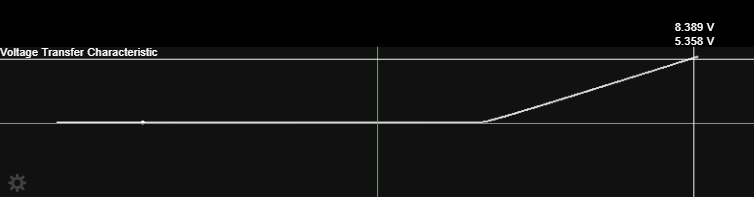 8.389 V
5.358 V
Voltage Transfer Characteristic